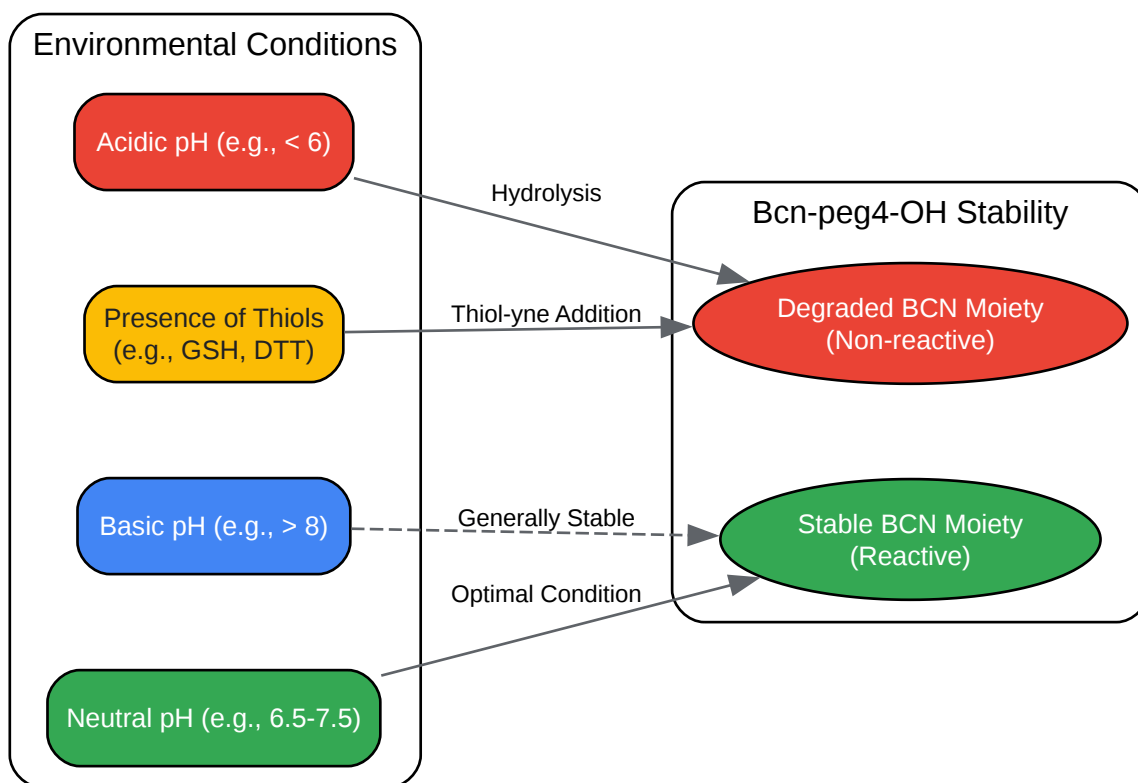 Environmental Conditions
Acidic pH (e.g., < 6)
Hydrolysis
Bcn-peg4-OH Stability
Presence of Thiols
(e.g., GSH, DTT)
Thiol-yne Addition
Degraded BCN Moiety
(Non-reactive)
Basic pH (e.g., > 8)
Generally Stable
Stable BCN Moiety
(Reactive)
Optimal Condition
Neutral pH (e.g., 6.5-7.5)